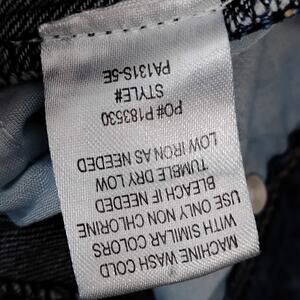 MACHINE WASH COLD
WITH SIMILAR COLORS
USE ONLY NON CHLORINE
BLEACH IF NEEDED
TUMBLE DRY LOW
LOW IRON AS NEEDED
PO# P183530
STYLE#
PA131S-5E